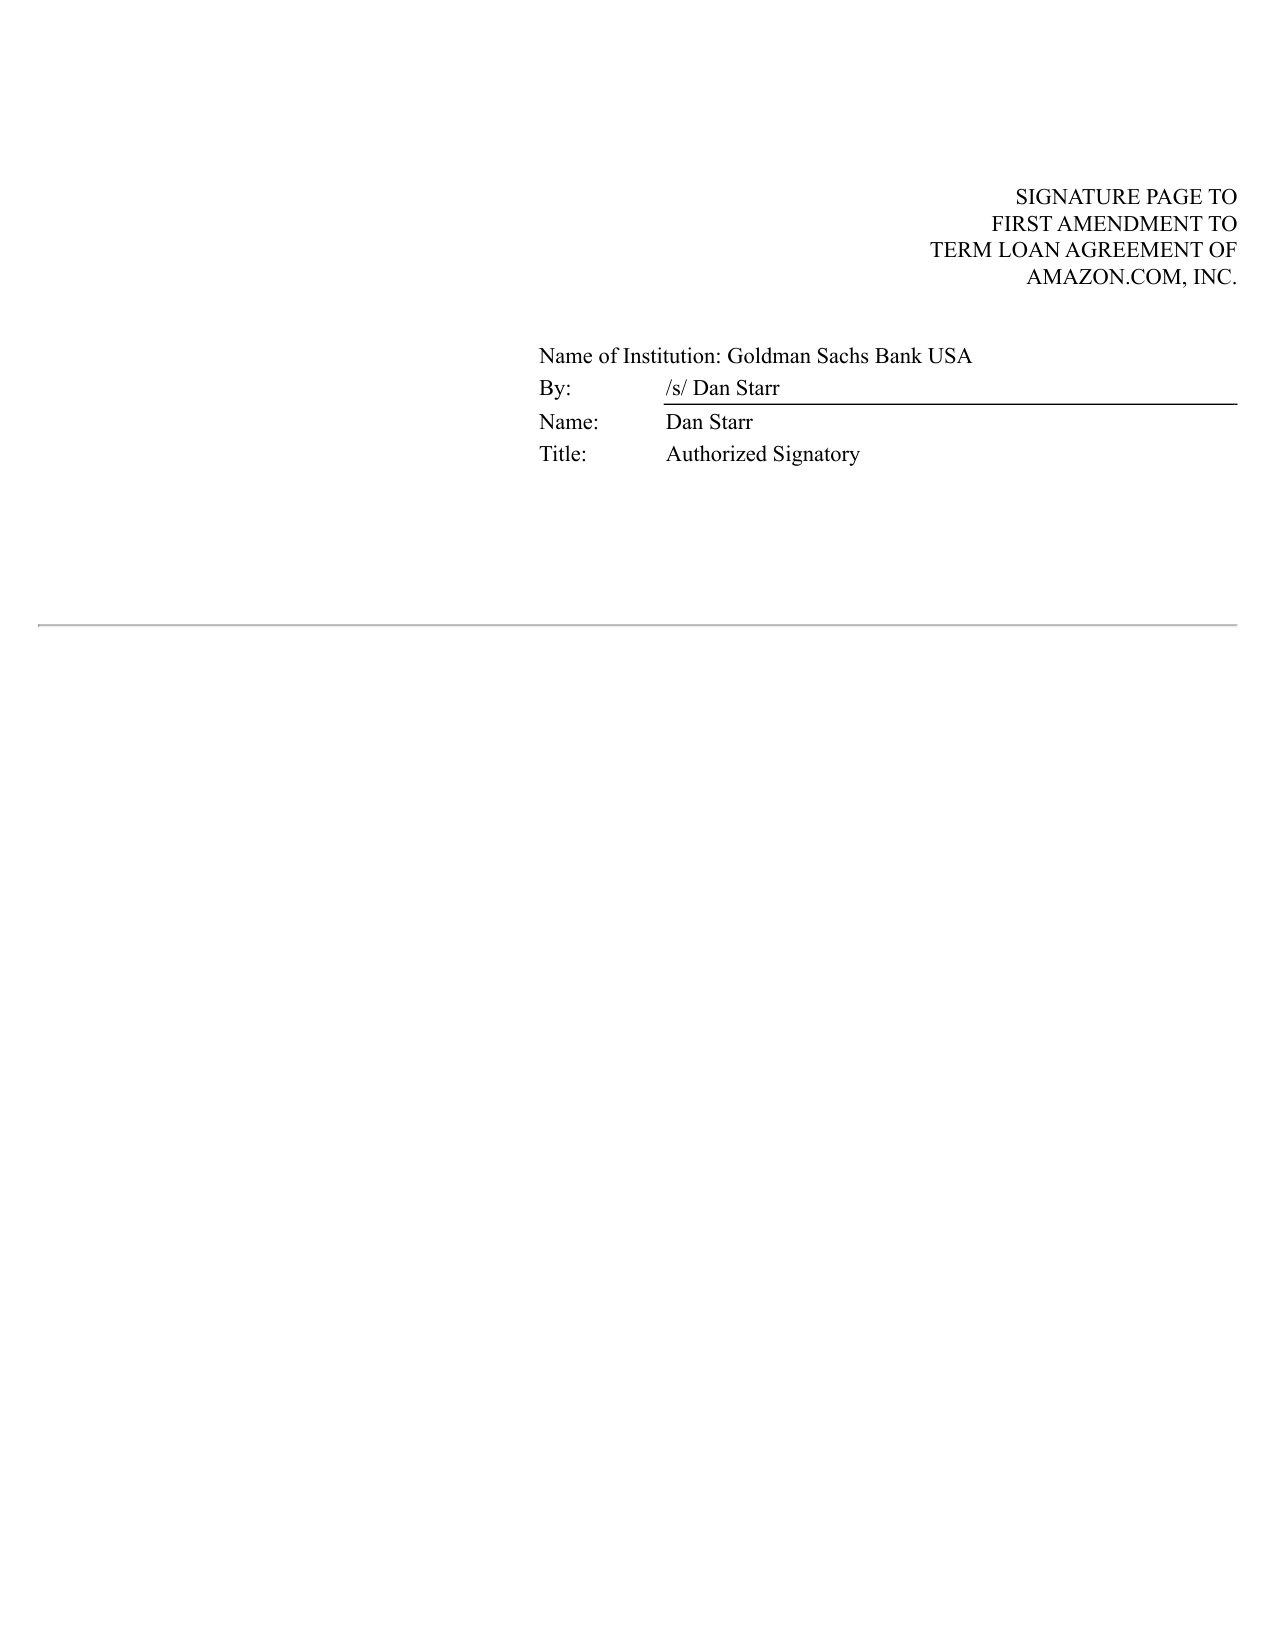 SIGNATURE PAGE TO
FIRST AMENDMENT TO
TERM LOAN AGREEMENT OF
AMAZON.COM, INC.
Name of Institution: Goldman Sachs Bank USA
By: /s/ Dan Starr
Name: Dan Starr
Title: Authorized Signatory